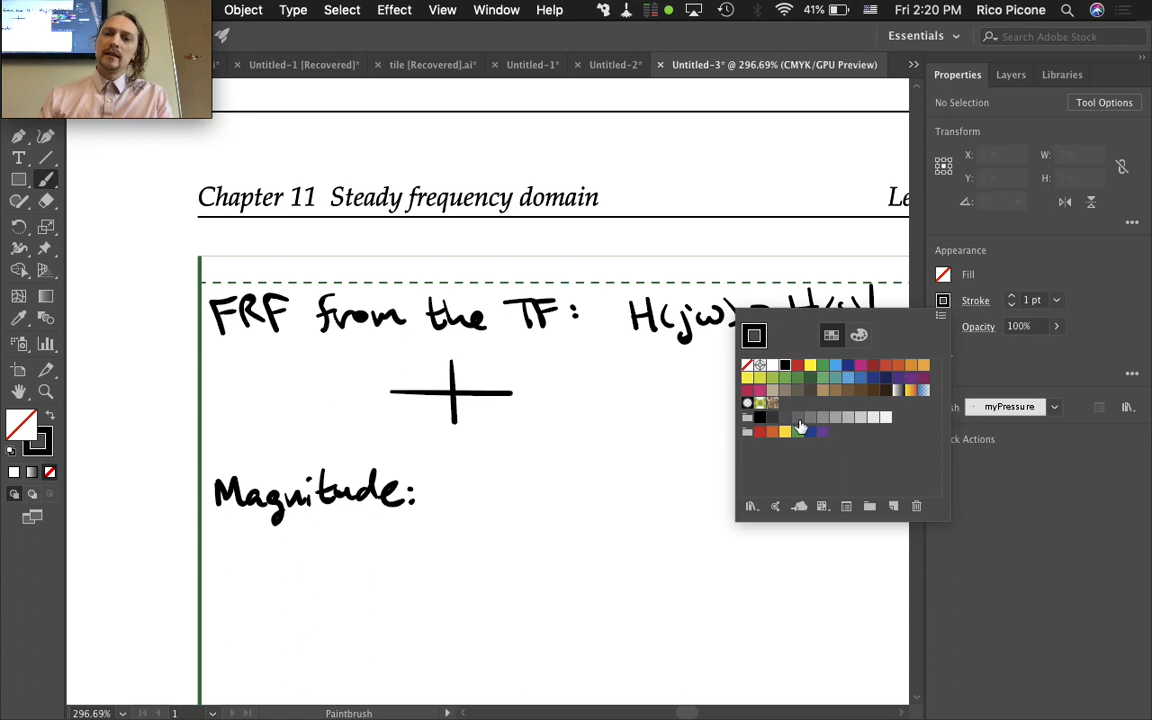 Object Type Select Effect View Window Help 41% Fri 2:20 PM Rico Picone
Essentials Search Adobe Stock
Untitled-1 [Recovered]* × tile [Recovered].ai* × Untitled-1* × Untitled-2* × Untitled-3* @ 296.69% (CMYK/GPU Preview)
Properties Layers Libraries
No Selection Tool Options
Transform
X: W:
Y: H:
Chapter 11 Steady frequency domain
Appearance
Fill
Stroke 1 pt
Opacity 100%
FRF from the TF: H(jω) = H(s)|
myPressure
Magnitude:
296.69% 1 Paintbrush